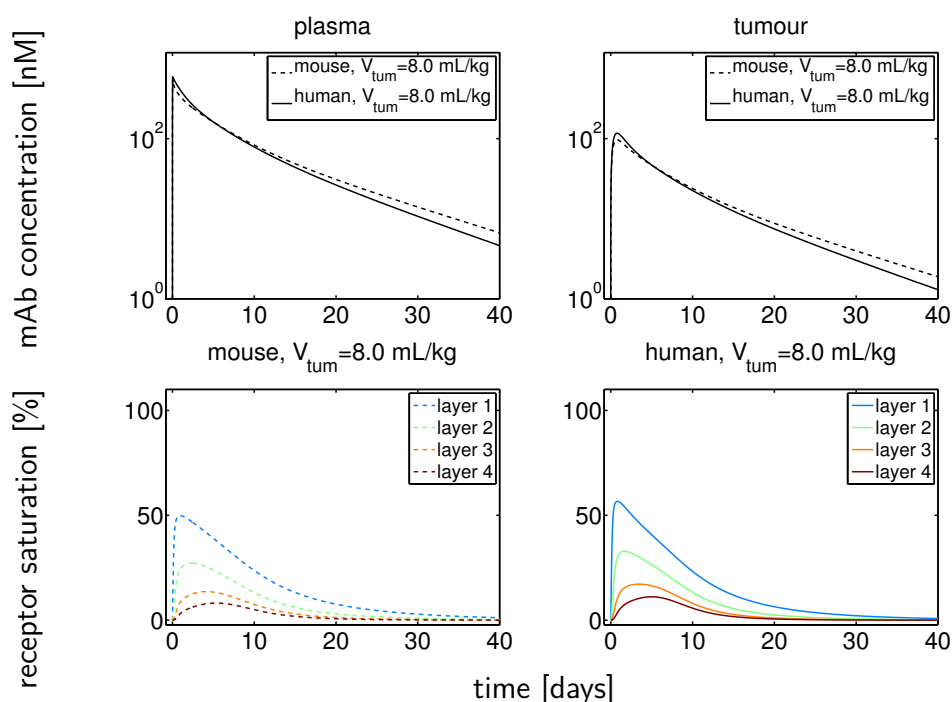 plasma
tumour
mAb concentration [nM]
mouse, V_tum=8.0 mL/kg
human, V_tum=8.0 mL/kg
mouse, V_tum=8.0 mL/kg
human, V_tum=8.0 mL/kg
10^2
10^0
0 10 20 30 40
10^2
10^0
0 10 20 30 40
mouse, V_tum=8.0 mL/kg
human, V_tum=8.0 mL/kg
receptor saturation [%]
100
50
0
layer 1
layer 2
layer 3
layer 4
0 10 20 30 40
100
50
0
layer 1
layer 2
layer 3
layer 4
0 10 20 30 40
time [days]